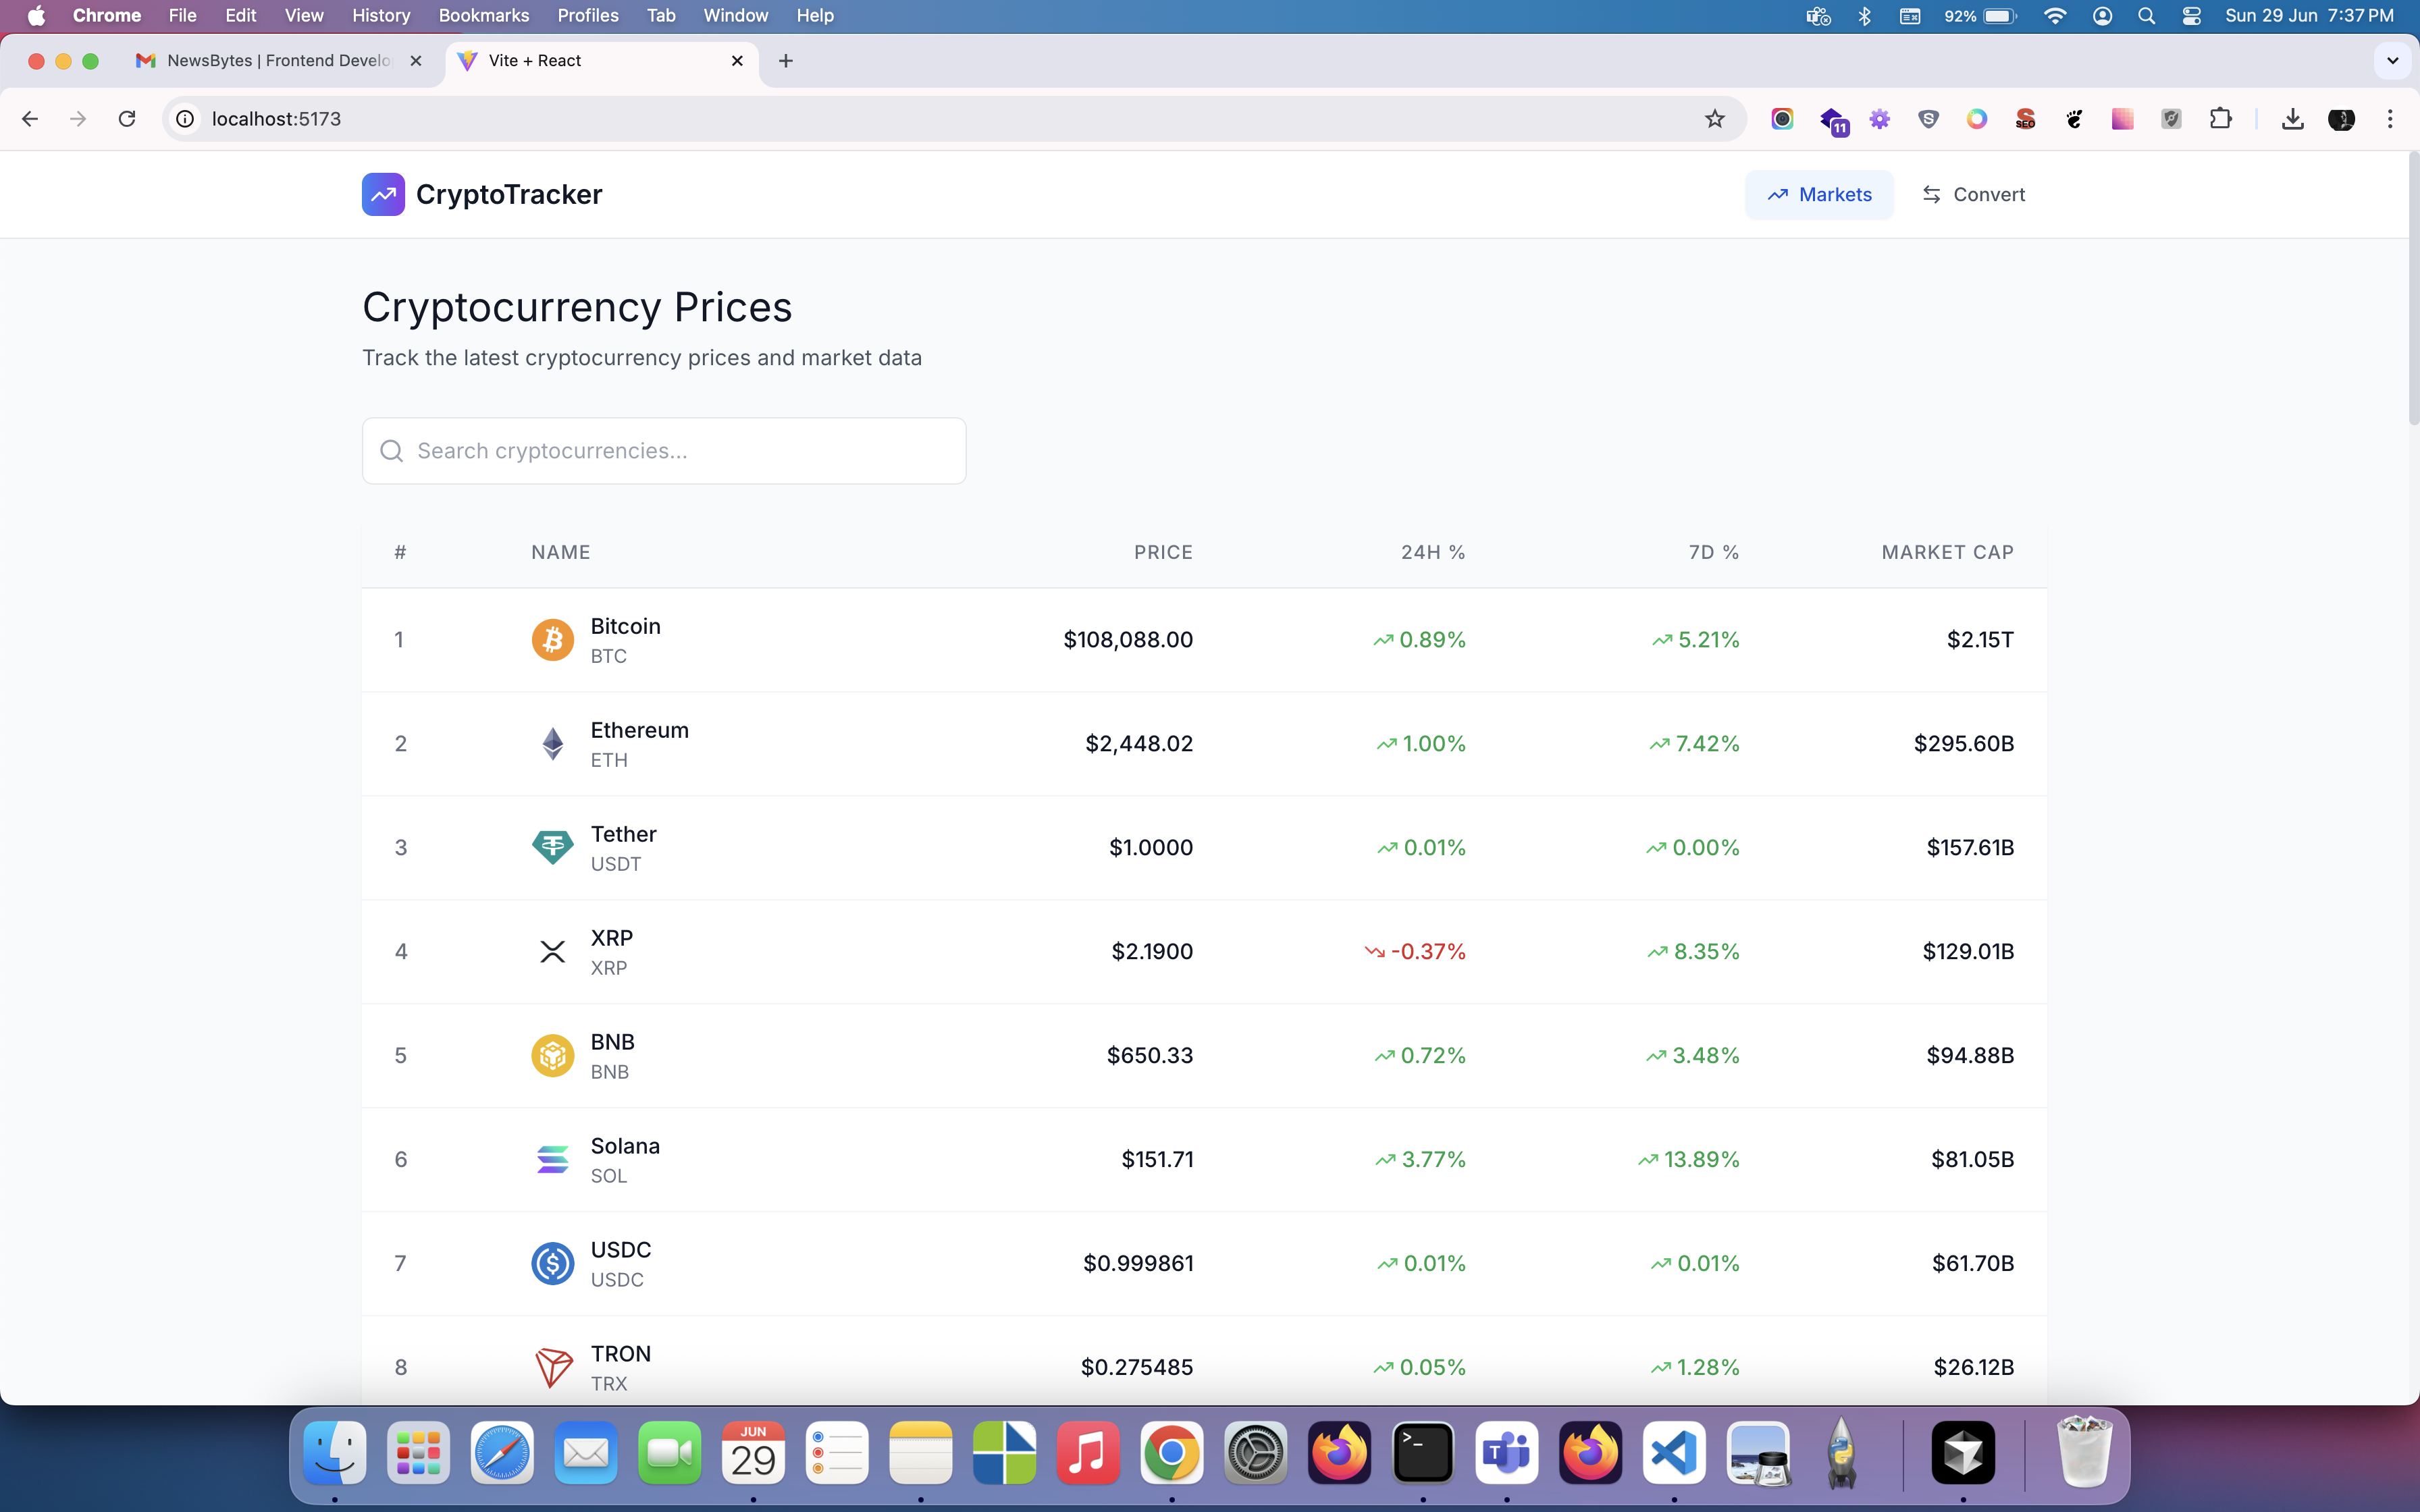 Chrome File Edit View History Bookmarks Profiles Tab Window Help 92% Sun 29 Jun 7:37 PM
NewsBytes | Frontend Develo Vite + React
localhost:5173 11 SEO
CryptoTracker Markets Convert
Cryptocurrency Prices
Track the latest cryptocurrency prices and market data
Search cryptocurrencies...
# NAME PRICE 24H % 7D % MARKET CAP
1 Bitcoin $108,088.00 0.89% 5.21% $2.15T
BTC
2 Ethereum $2,448.02 1.00% 7.42% $295.60B
ETH
3 Tether $1.0000 0.01% 0.00% $157.61B
USDT
4 XRP $2.1900 -0.37% 8.35% $129.01B
XRP
5 BNB $650.33 0.72% 3.48% $94.88B
BNB
6 Solana $151.71 3.77% 13.89% $81.05B
SOL
7 USDC $0.999861 0.01% 0.01% $61.70B
USDC
8 TRON $0.275485 0.05% 1.28% $26.12B
TRX
JUN
29